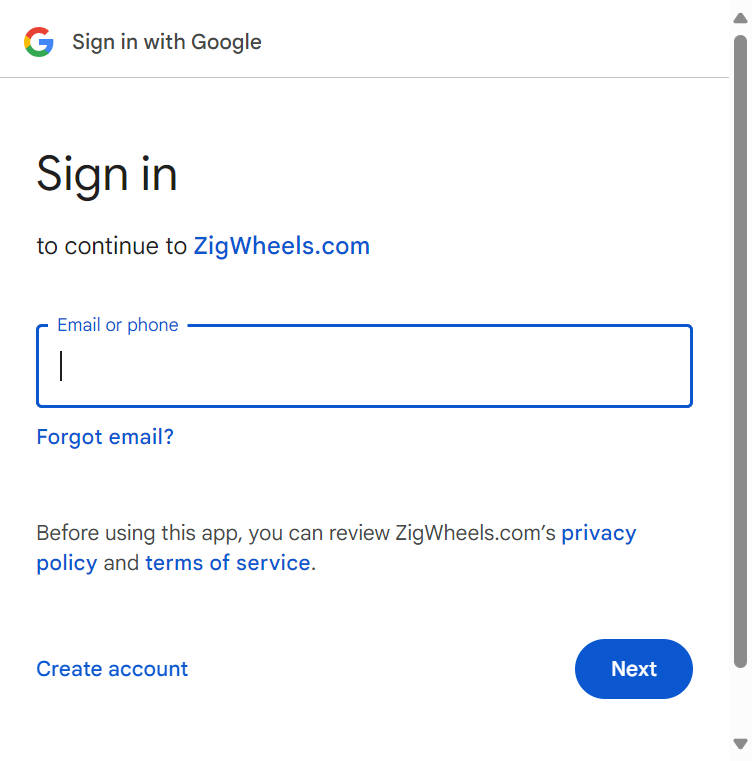 Sign in with Google
Sign in
to continue to ZigWheels.com
Email or phone
Forgot email?
Before using this app, you can review ZigWheels.com’s privacy
policy and terms of service.
Create account
Next